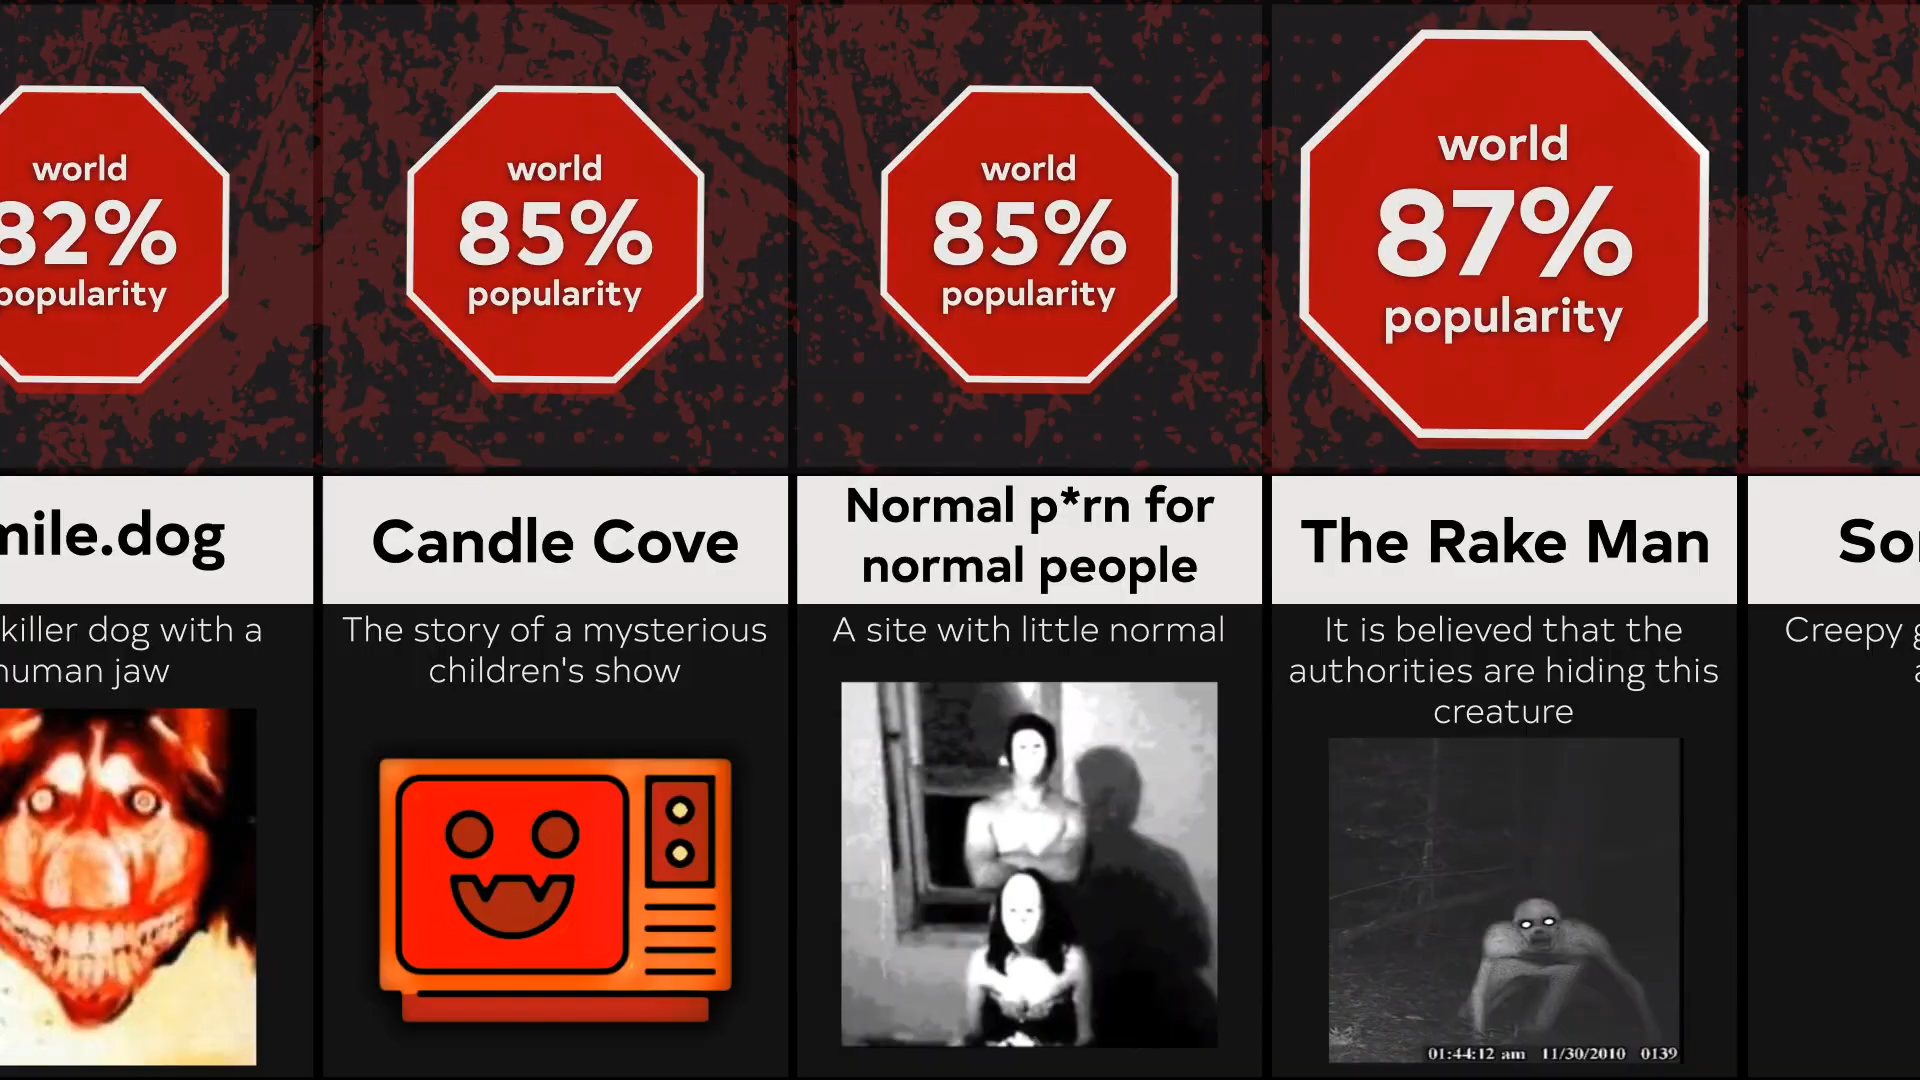 world
82%
popularity
mile.dog
killer dog with a
human jaw
world
85%
popularity
Candle Cove
The story of a mysterious
children's show
world
85%
popularity
Normal p*rn for
normal people
A site with little normal
world
87%
popularity
The Rake Man
It is believed that the
authorities are hiding this
creature
01:44:12 am 11/30/2010 0139
Creepy